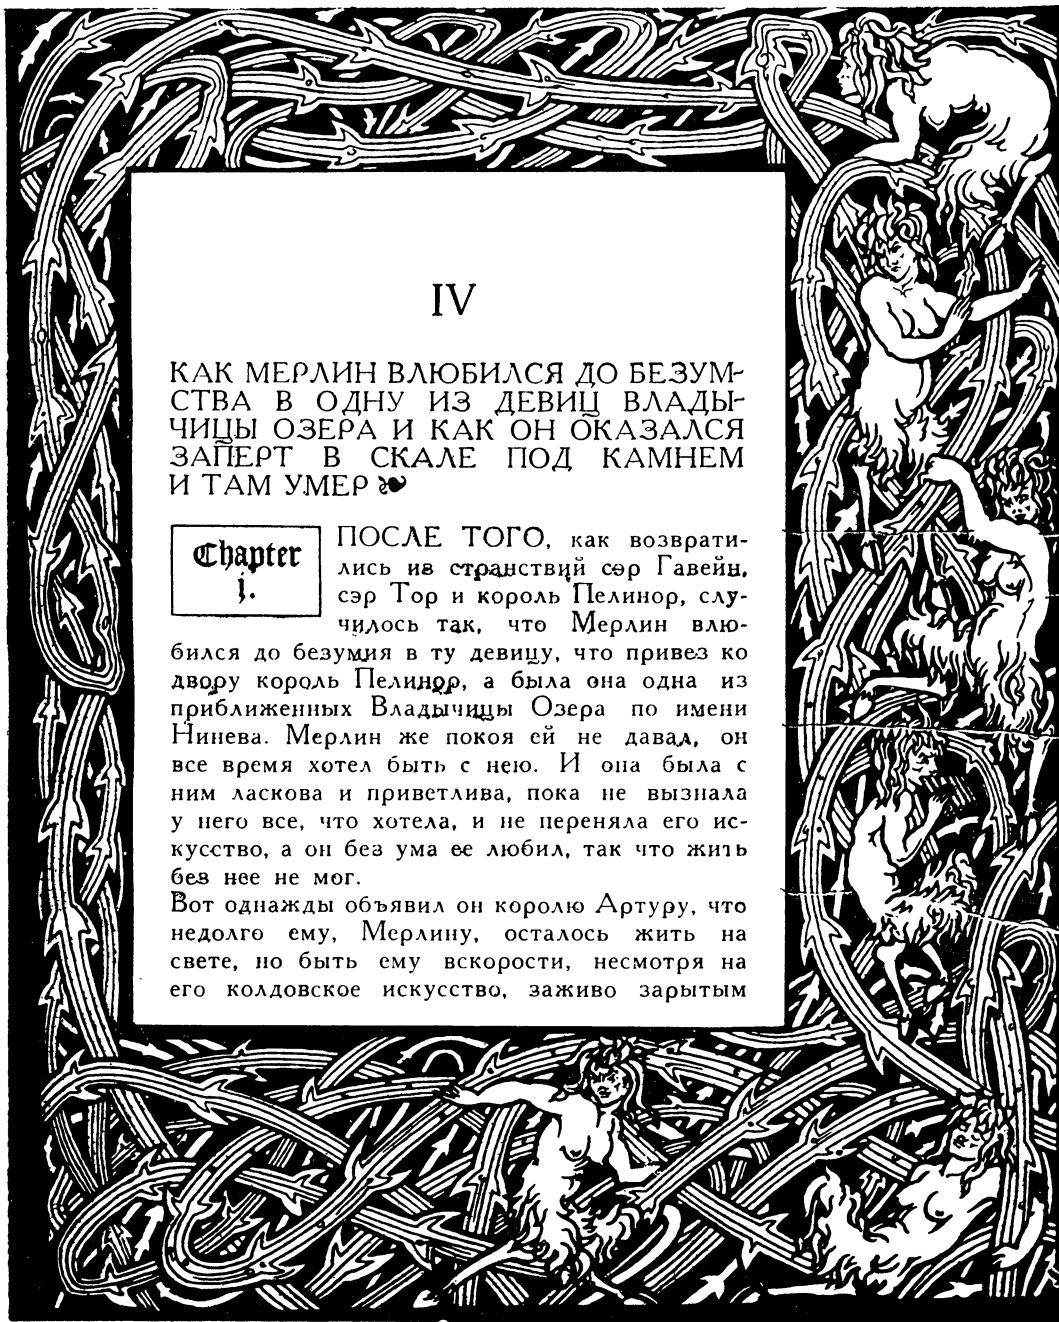 IV
КАК МЕРЛИН ВЛЮБИЛСЯ ДО БЕЗУМ-
СТВА В ОДНУ ИЗ ДЕВИЦ ВЛАДЫ-
ЧИЦЫ ОЗЕРА И КАК ОН ОКАЗАЛСЯ
ЗАПЕРТ В СКАЛЕ ПОД КАМНЕМ
И ТАМ УМЕР
Chapter
i.
ПОСЛЕ ТОГО, как возврати-
лись из странствий сэр Гавейн,
сэр Тор и король Пелинор, слу-
чилось так, что Мерлин влю-
бился до безумия в ту девицу, что привез ко
двору король Пелинор, а была она одна из
приближенных Владычицы Озера по имени
Нинева. Мерлин же покоя ей не давал, он
все время хотел быть с нею. И она была с
ним ласкова и приветлива, пока не вызнала
у него все, что хотела, и не переняла его ис-
кусство, а он без ума ее любил, так что жить
без нее не мог.
Вот однажды объявил он королю Артуру, что
недолго ему, Мерлину, осталось жить на
свете, но быть ему вскорости, несмотря на
его колдовское искусство, заживо зарытым